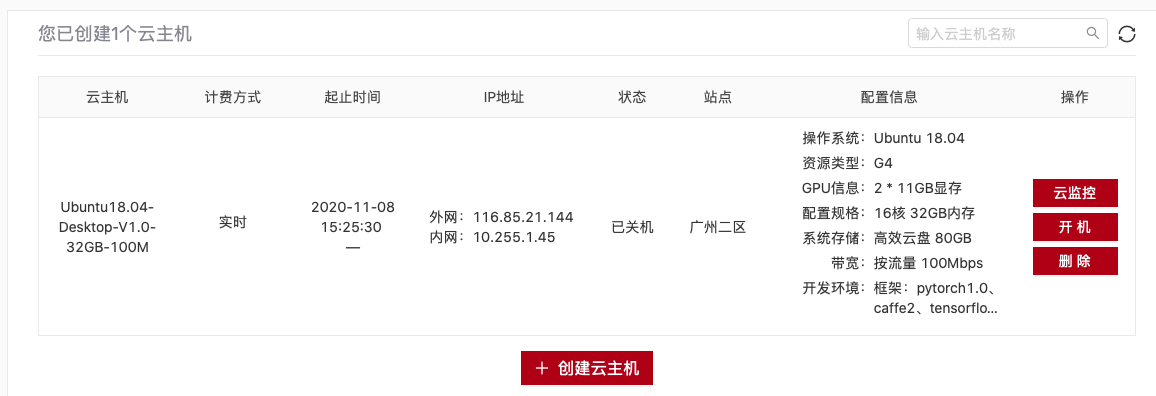 您已创建1个云主机
输入云主机名称
云主机 计费方式 起止时间 IP地址 状态 站点 配置信息 操作
Ubuntu18.04-
Desktop-V1.0-
32GB-100M
实时
2020-11-08
15:25:30
—
外网：116.85.21.144
内网：10.255.1.45
已关机
广州二区
操作系统：Ubuntu 18.04
资源类型：G4
GPU信息：2 * 11GB显存
配置规格：16核 32GB内存
系统存储：高效云盘 80GB
带宽：按流量 100Mbps
开发环境：框架：pytorch1.0、
caffe2、tensorflo...
云监控
开 机
删 除
＋ 创建云主机